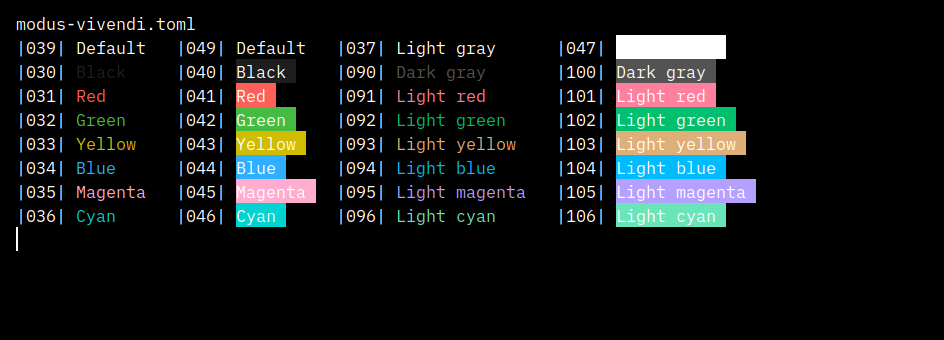 modus-vivendi.toml
|039| Default |049| Default |037| Light gray |047|
|030| Black |040| Black |090| Dark gray |100| Dark gray
|031| Red |041| Red |091| Light red |101| Light red
|032| Green |042| Green |092| Light green |102| Light green
|033| Yellow |043| Yellow |093| Light yellow |103| Light yellow
|034| Blue |044| Blue |094| Light blue |104| Light blue
|035| Magenta |045| Magenta |095| Light magenta |105| Light magenta
|036| Cyan |046| Cyan |096| Light cyan |106| Light cyan